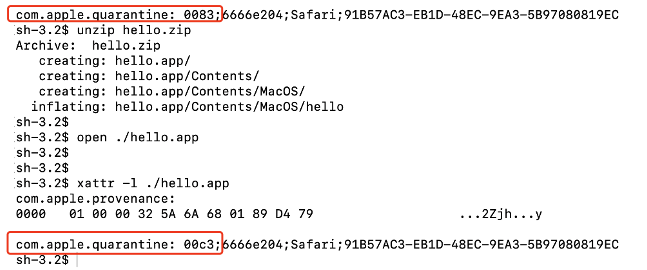 com.apple.quarantine: 0083;6666e204;Safari;91B57AC3-EB1D-48EC-9EA3-5B97080819EC
sh-3.2$ unzip hello.zip
Archive:  hello.zip
   creating: hello.app/
   creating: hello.app/Contents/
   creating: hello.app/Contents/MacOS/
  inflating: hello.app/Contents/MacOS/hello
sh-3.2$
sh-3.2$ open ./hello.app
sh-3.2$
sh-3.2$
sh-3.2$ xattr -l ./hello.app
com.apple.provenance:
0000   01 00 00 32 5A 6A 68 01 89 D4 79                  ...2Zjh...y
com.apple.quarantine: 00c3;6666e204;Safari;91B57AC3-EB1D-48EC-9EA3-5B97080819EC
sh-3.2$